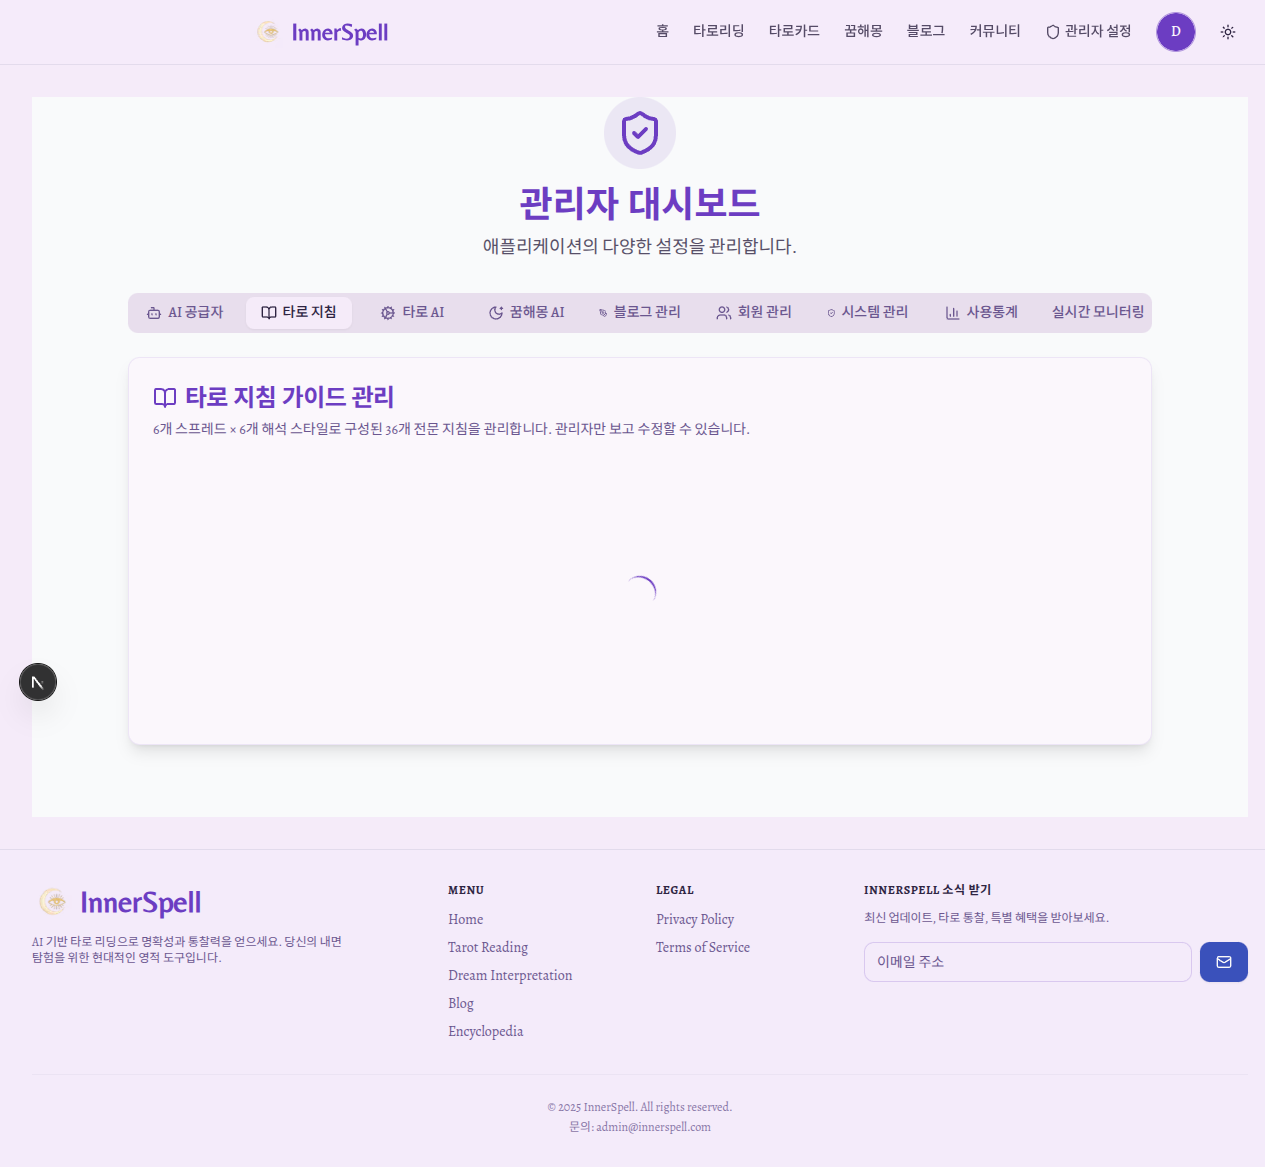 InnerSpell
홈 타로리딩 타로카드 꿈해몽 블로그 커뮤니티 관리자 설정 D
관리자 대시보드
애플리케이션의 다양한 설정을 관리합니다.
AI 공급자 타로 지침 타로 AI 꿈해몽 AI 블로그 관리 회원 관리 시스템 관리 사용통계 실시간 모니터링
타로 지침 가이드 관리
6개 스프레드 × 6개 해석 스타일로 구성된 36개 전문 지침을 관리합니다. 관리자만 보고 수정할 수 있습니다.
N
InnerSpell
AI 기반 타로 리딩으로 명확성과 통찰력을 얻으세요. 당신의 내면
탐험을 위한 현대적인 영적 도구입니다.
MENU
Home
Tarot Reading
Dream Interpretation
Blog
Encyclopedia
LEGAL
Privacy Policy
Terms of Service
INNERSPELL 소식 받기
최신 업데이트, 타로 통찰, 특별 혜택을 받아보세요.
이메일 주소
© 2025 InnerSpell. All rights reserved.
문의: admin@innerspell.com